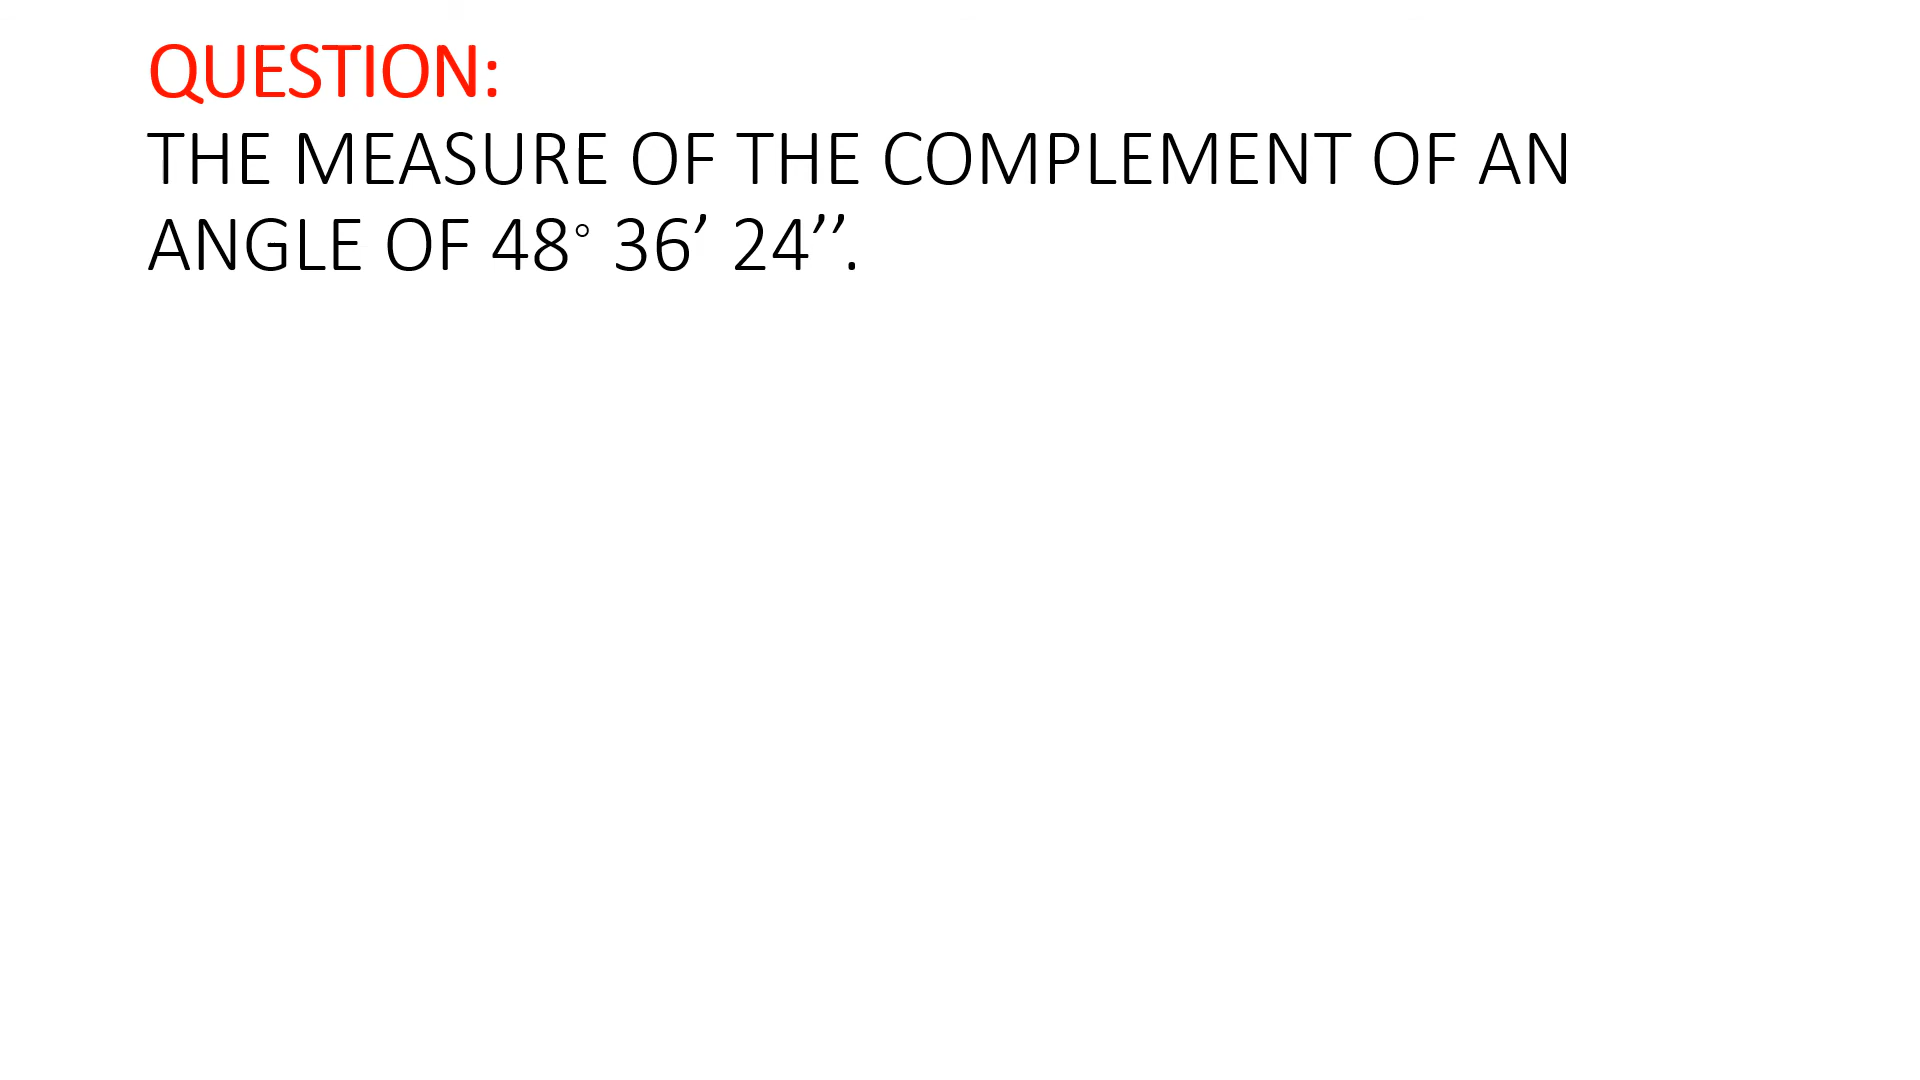 QUESTION:
THE MEASURE OF THE COMPLEMENT OF AN
ANGLE OF 48° 36′ 24′′.